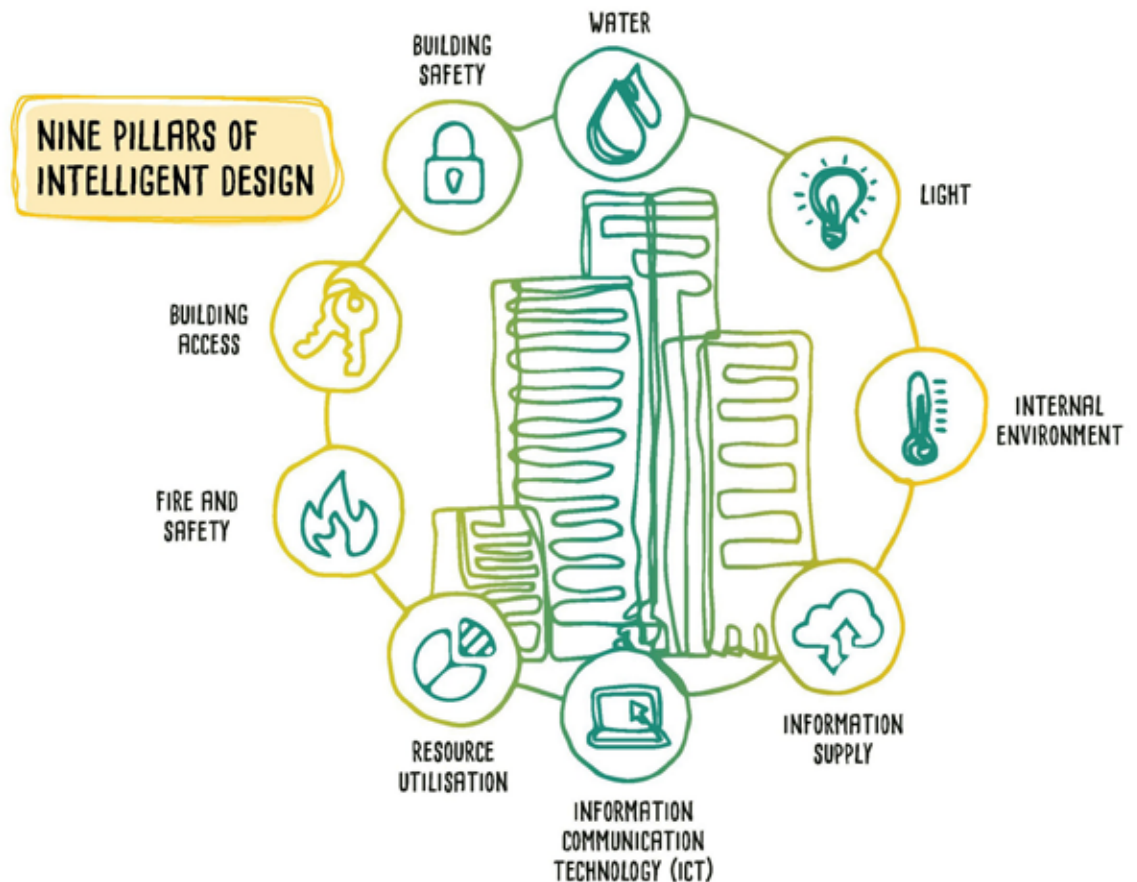 NINE PILLARS OF
INTELLIGENT DESIGN
WATER
BUILDING
SAFETY
LIGHT
BUILDING
ACCESS
INTERNAL
ENVIRONMENT
FIRE AND
SAFETY
INFORMATION
SUPPLY
RESOURCE
UTILISATION
INFORMATION
COMMUNICATION
TECHNOLOGY (ICT)